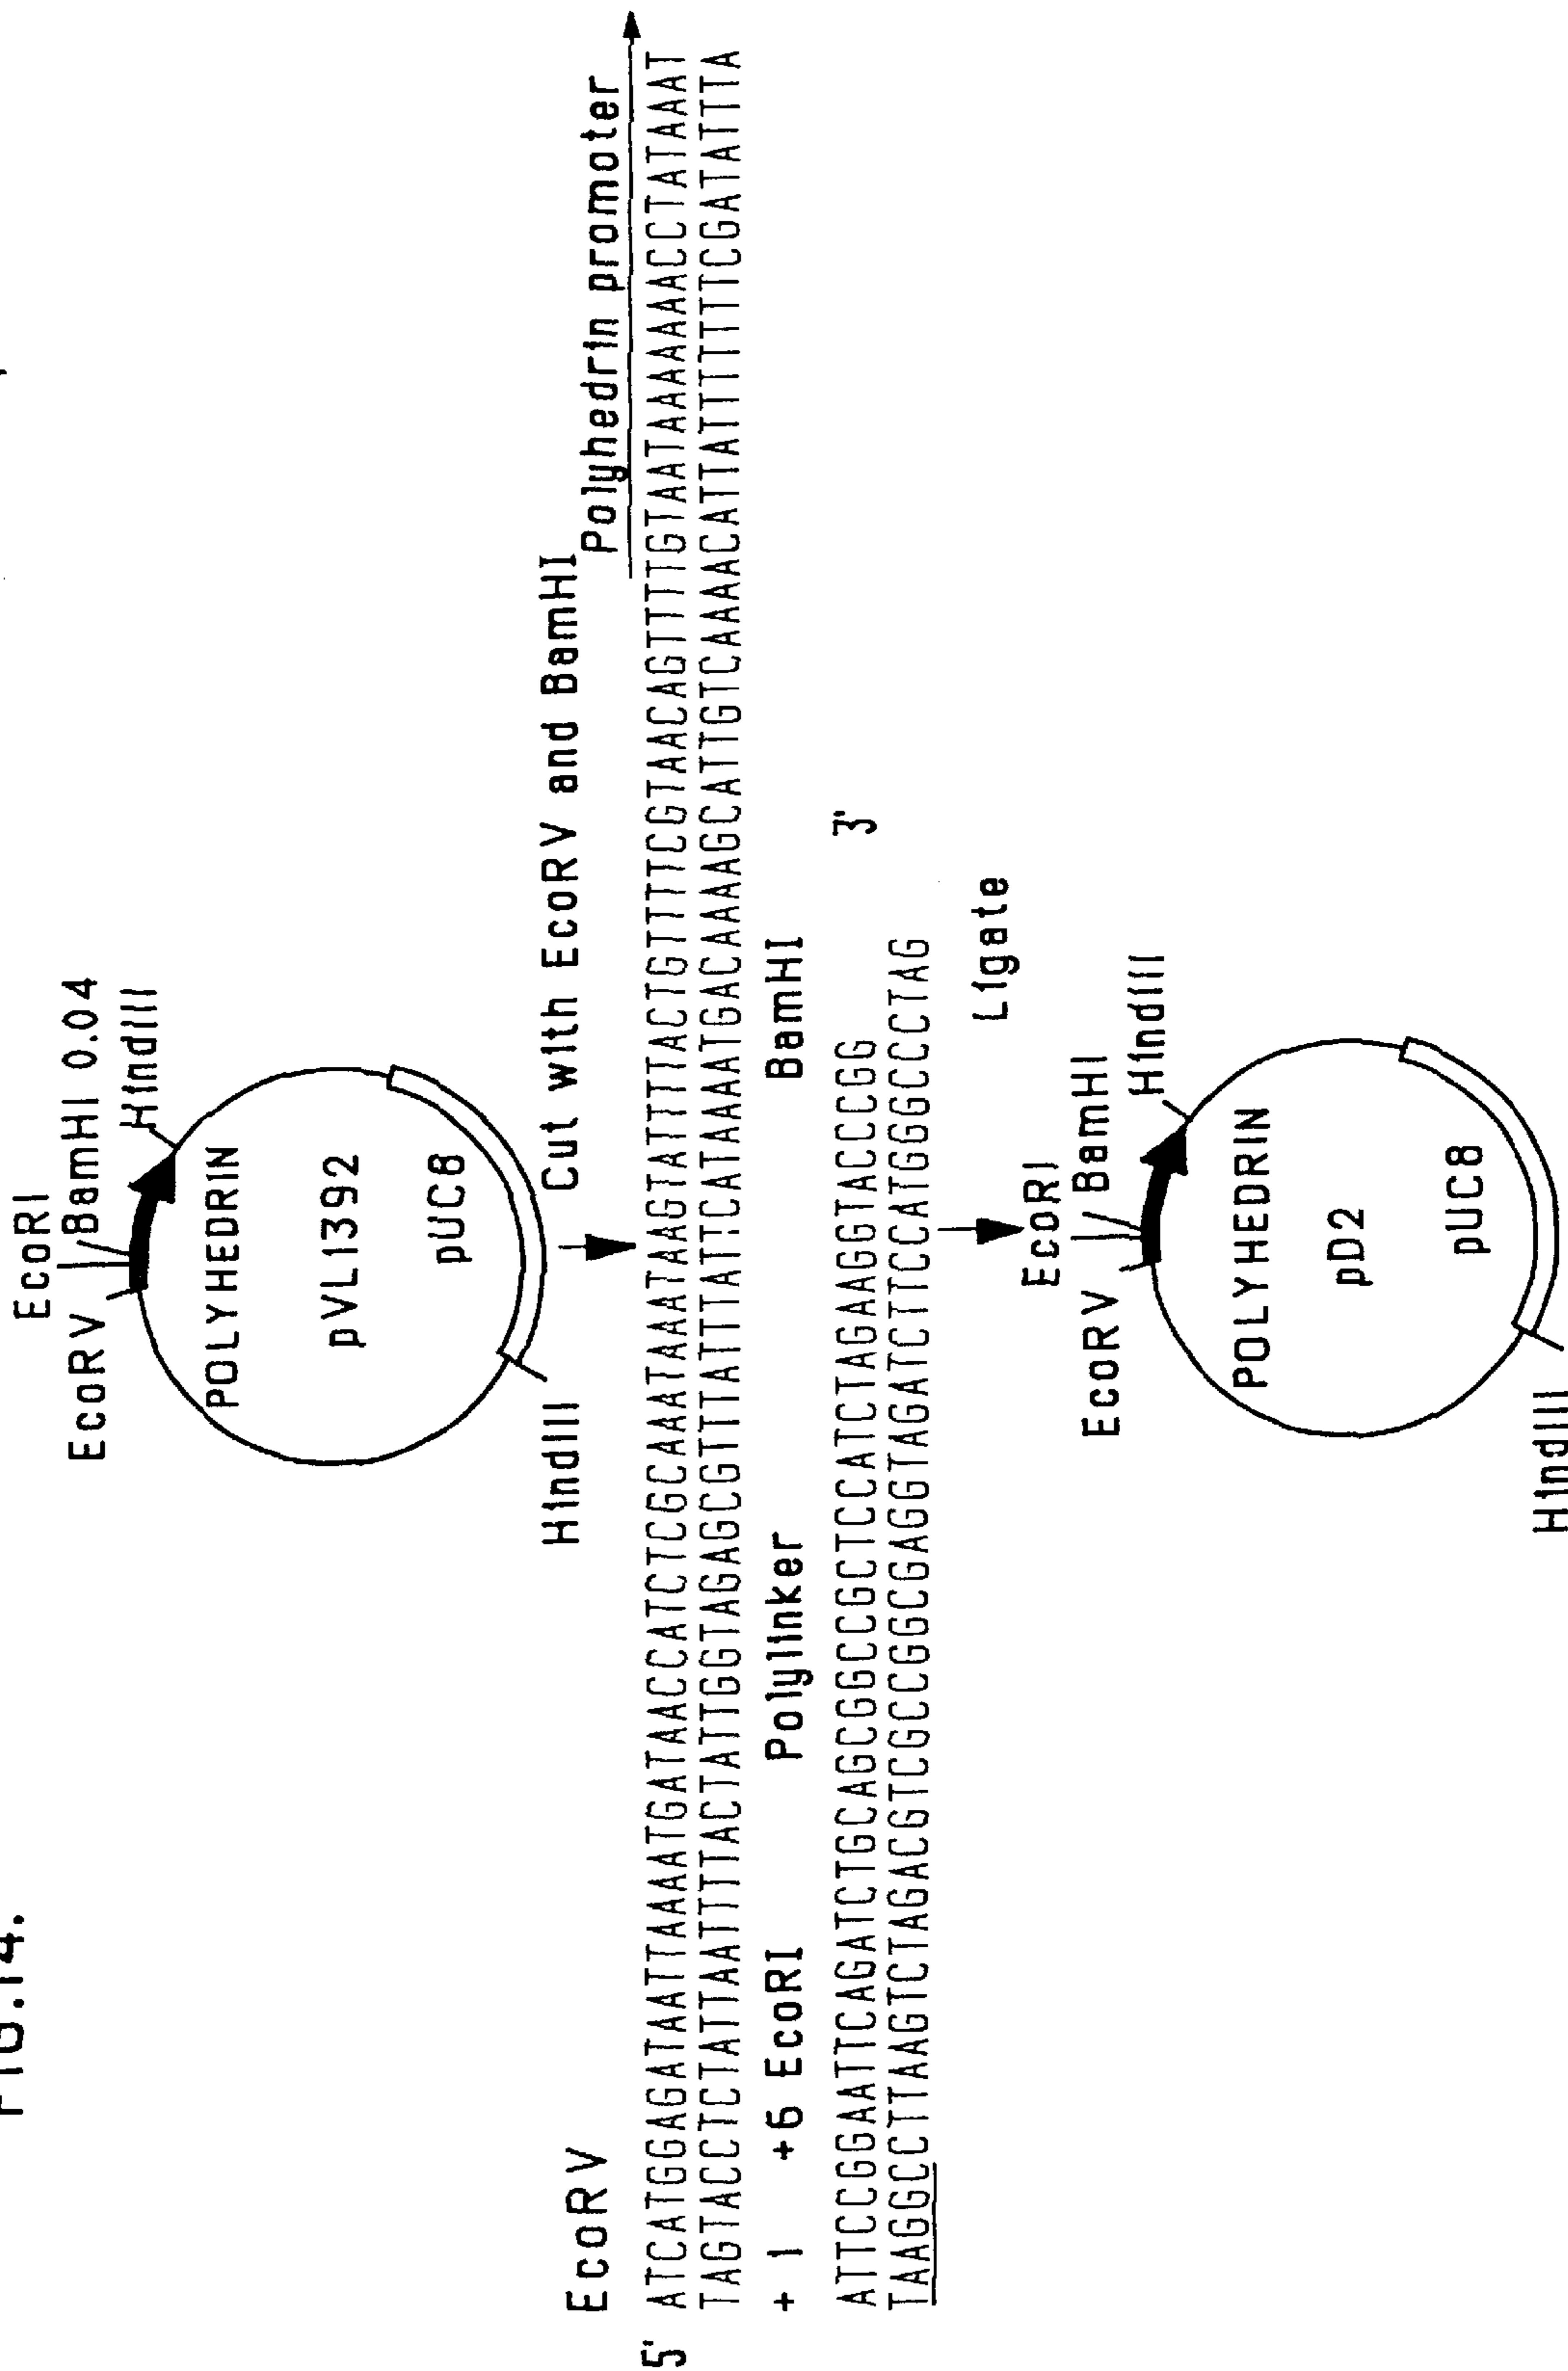 FIG.14.
EcoRI
EcoRV
BamHI 0.04
HindIII
POLYHEDRIN
pVL1392
pUC8
HindIII
Cut with EcoRV and BamHI
EcoRV
Polyhedrin promoter
5' ATCATGGAGATAATTAAAATGATAACCATCTCGCAAATAAATAAGTATTTTACTGTTTTCGTAACAGTTTTGTAATAAAAAAACCTATAAAT
TAGTACCTCTATTAATTTTACTATTGGTAGAGCGTTTATTTATTCATAAAATGACAAAAGCATTGTCAAAACATTATTTTTTTCGATATTTA
+1 +6 EcoRI Polylinker BamHI
ATTCCGGAATTCAGATCTGCAGCGGCCGCTCCATCTAGAAGGTACCCGG 3'
TAAGGCCTTAAGTCTAGACGTCGCCGGCGAGGTAGATCTTCCATGGGCCCTAG
Ligate
EcoRI
EcoRV
BamHI
HindIII
POLYHEDRIN
pD2
pUC8
HindIII